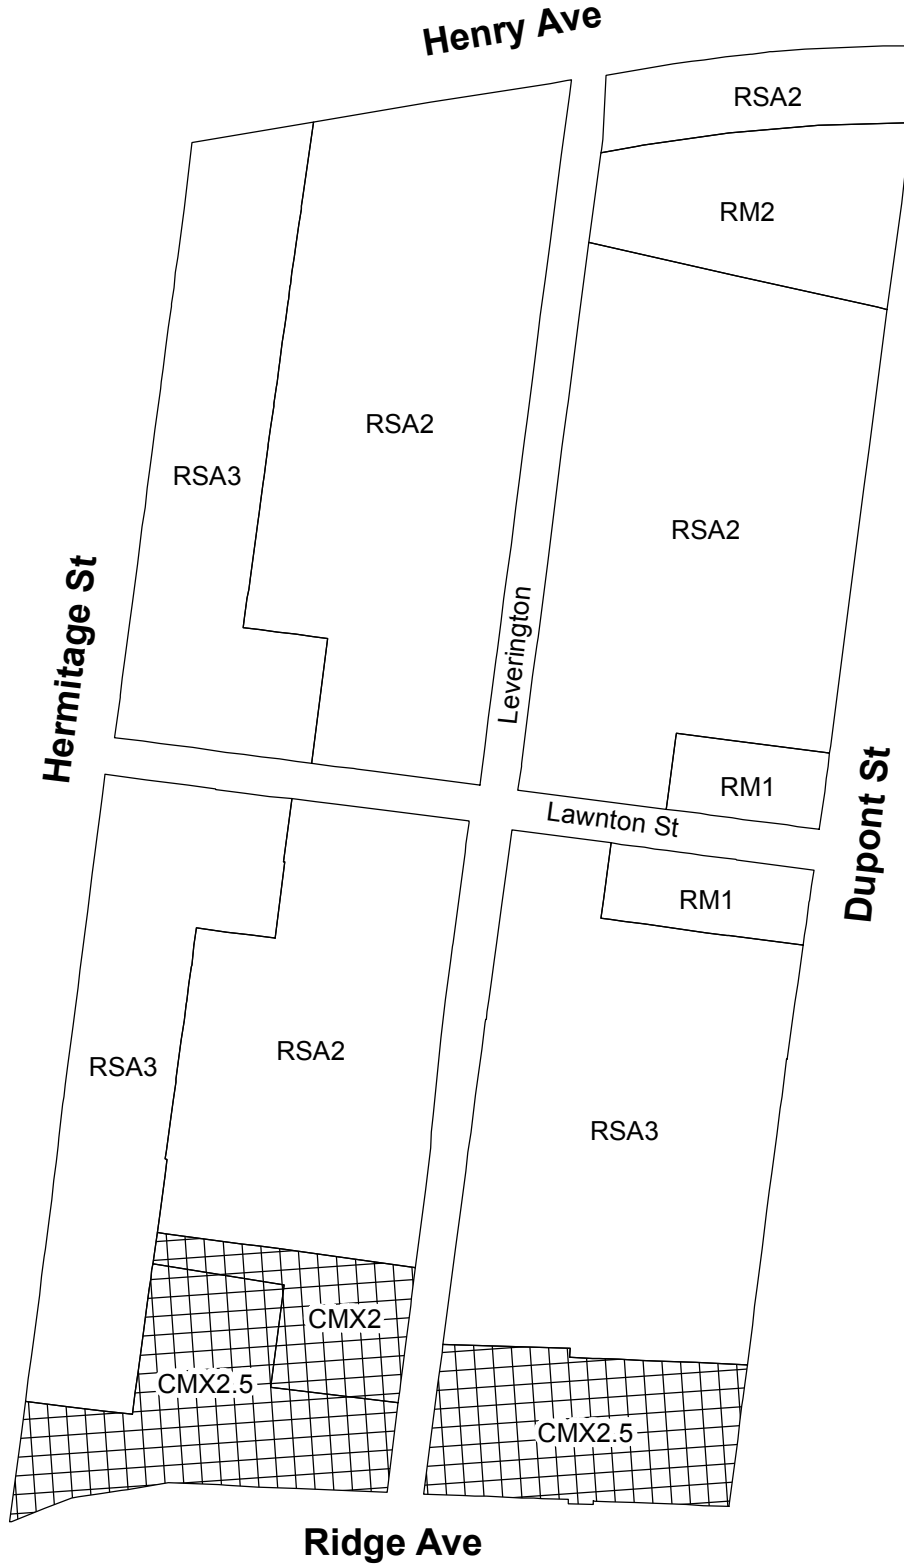 Henry Ave
RSA2
RM2
RSA2
RSA3
RSA2
Hermitage St
Leverington
RM1
Dupont St
Lawnton St
RM1
RSA2
RSA3
RSA3
CMX2
CMX2.5
CMX2.5
Ridge Ave